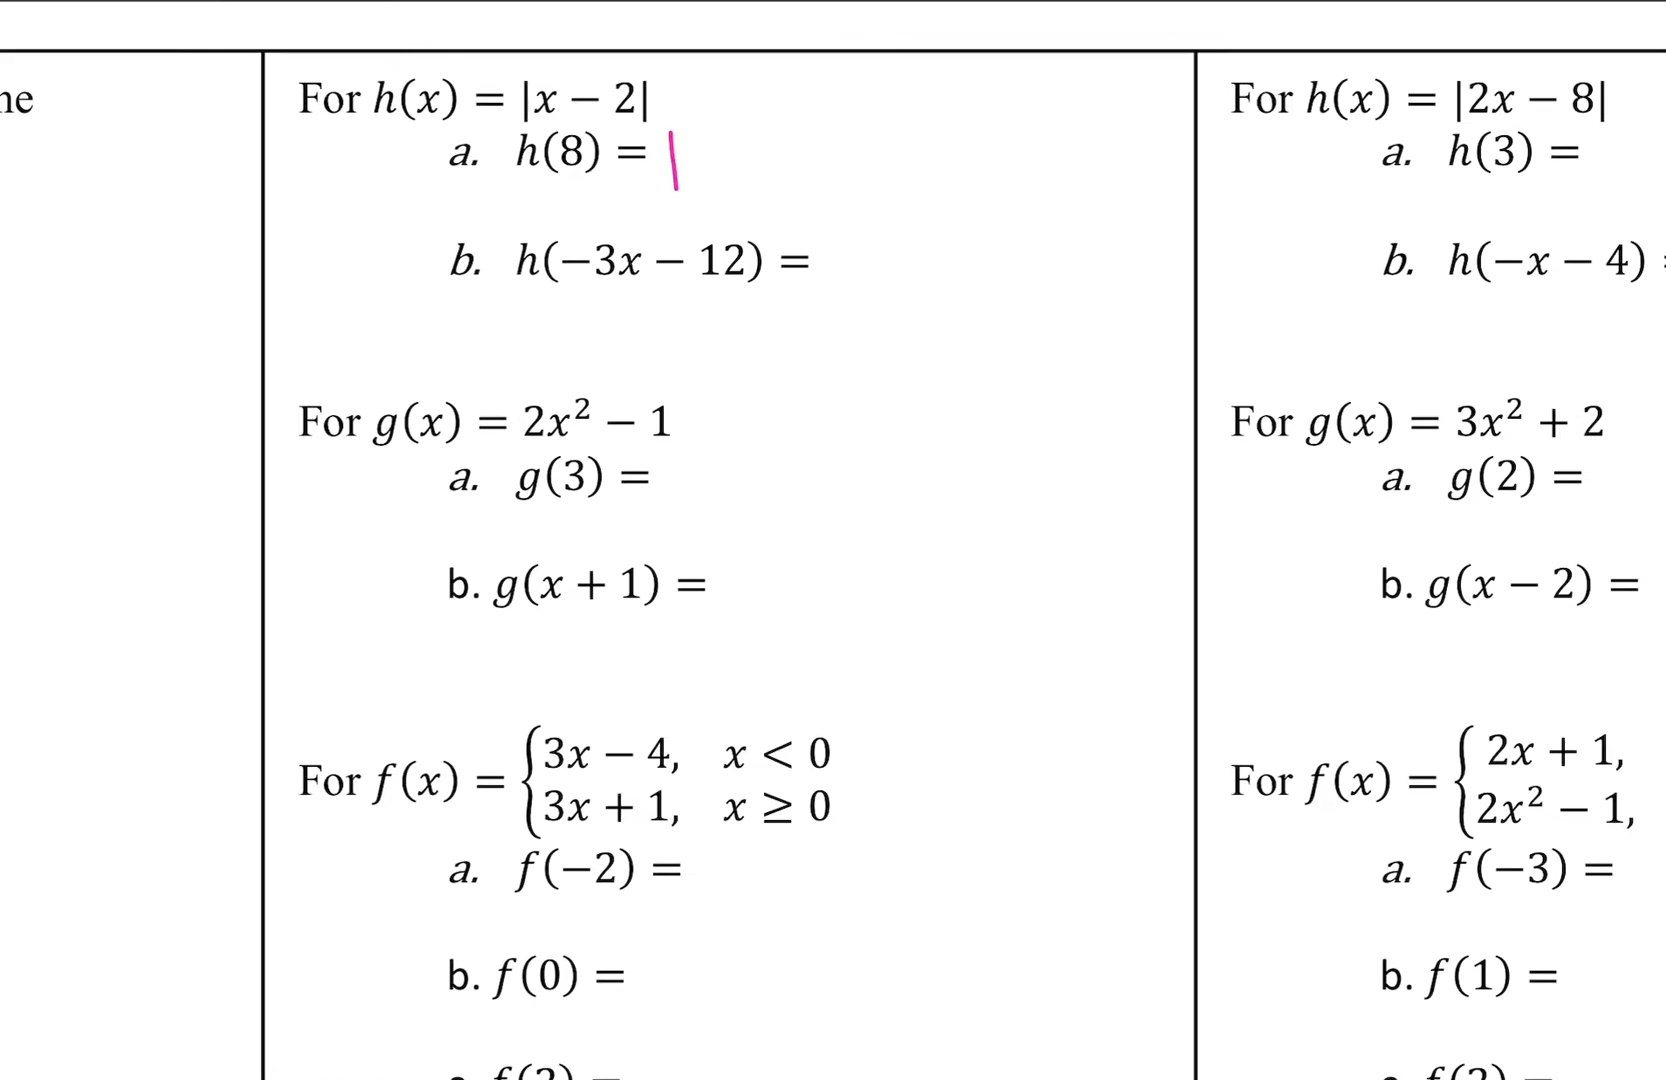 ne
For h(x) = |x − 2|
a. h(8) = |
b. h(−3x − 12) =
For g(x) = 2x² − 1
a. g(3) =
b. g(x + 1) =
For f(x) = {3x − 4, x < 0
3x + 1, x ≥ 0
a. f(−2) =
b. f(0) =
For h(x) = |2x − 8|
a. h(3) =
b. h(−x − 4) =
For g(x) = 3x² + 2
a. g(2) =
b. g(x − 2) =
For f(x) = {2x + 1,
2x² − 1,
a. f(−3) =
b. f(1) =